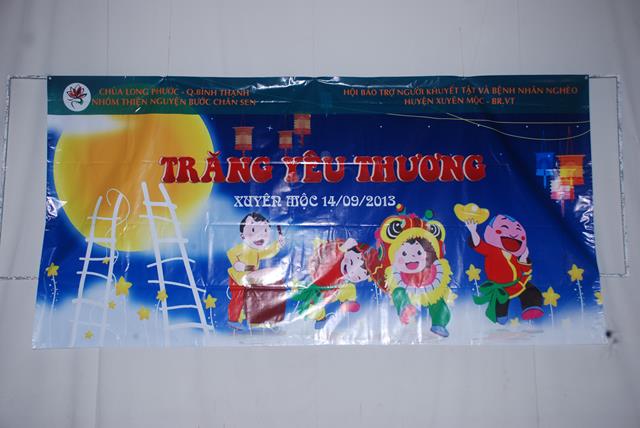 CHÙA LONG PHƯỚC - Q.BÌNH THẠNH
NHÓM THIỆN NGUYỆN BƯỚC CHÂN SEN
HỘI BẢO TRỢ NGƯỜI KHUYẾT TẬT VÀ BỆNH NHÂN NGHÈO
HUYỆN XUYÊN MỘC - BR.VT
TRĂNG YÊU THƯƠNG
XUYÊN MỘC 14/09/2013